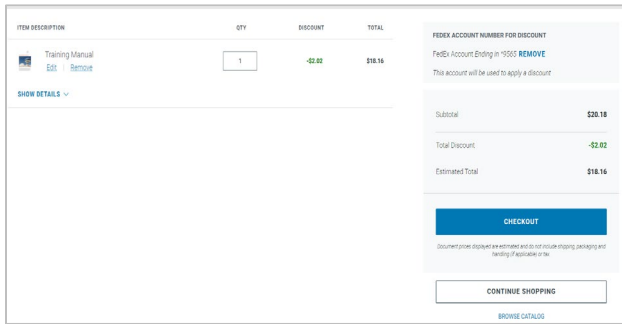 ITEM DESCRIPTION QTY DISCOUNT TOTAL
Training Manual
Edit | Remove
1 -$2.02 $18.16
SHOW DETAILS
FEDEX ACCOUNT NUMBER FOR DISCOUNT
FedEx Account Ending in *9565 REMOVE
This account will be used to apply a discount
Subtotal $20.18
Total Discount -$2.02
Estimated Total $18.16
CHECKOUT
Document prices displayed are estimated and do not include shipping, packaging and
handling (if applicable) or tax.
CONTINUE SHOPPING
BROWSE CATALOG